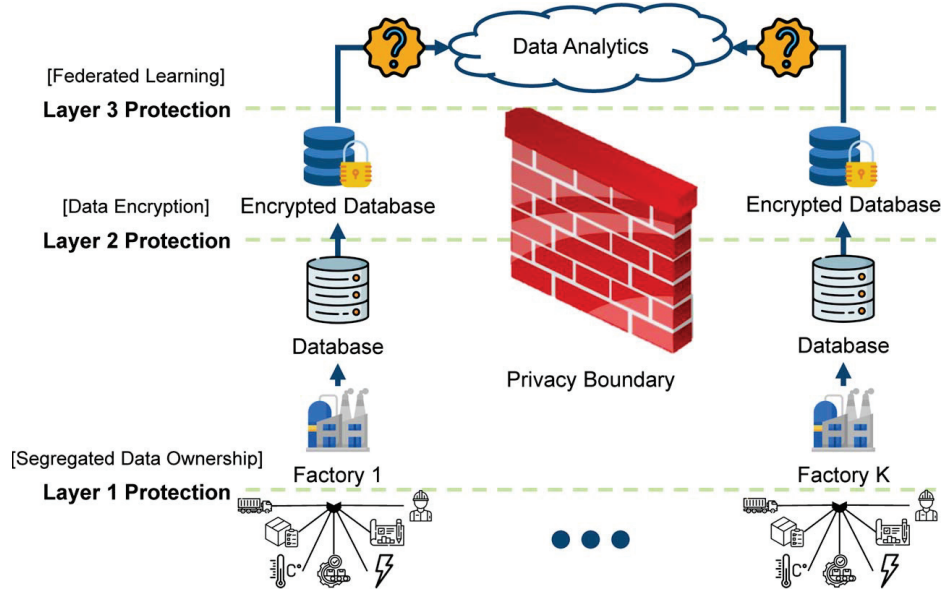 Data Analytics
[Federated Learning]
Layer 3 Protection
[Data Encryption]
Encrypted Database
Encrypted Database
Layer 2 Protection
Database
Database
Privacy Boundary
[Segregated Data Ownership]
Factory 1
Factory K
Layer 1 Protection
C°
C°